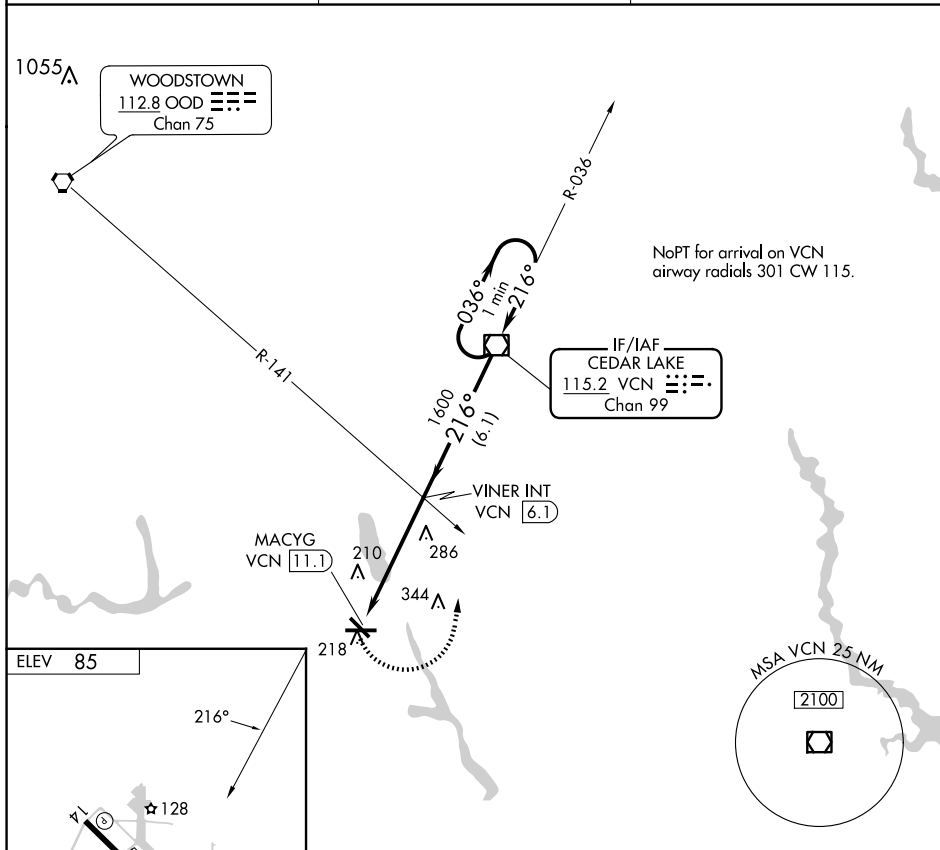 1055
WOODSTOWN
112.8 OOD
Chan 75
R-036
NoPT for arrival on VCN
airway radials 301 CW 115.
036°
1 min
216°
IF/IAF
CEDAR LAKE
115.2 VCN
Chan 99
R-141
1600
216°
(6.1)
VINER INT
VCN 6.1
MACYG
VCN 11.1
210
286
344
218
MSA VCN 25 NM
2100
ELEV 85
216°
128
14
P